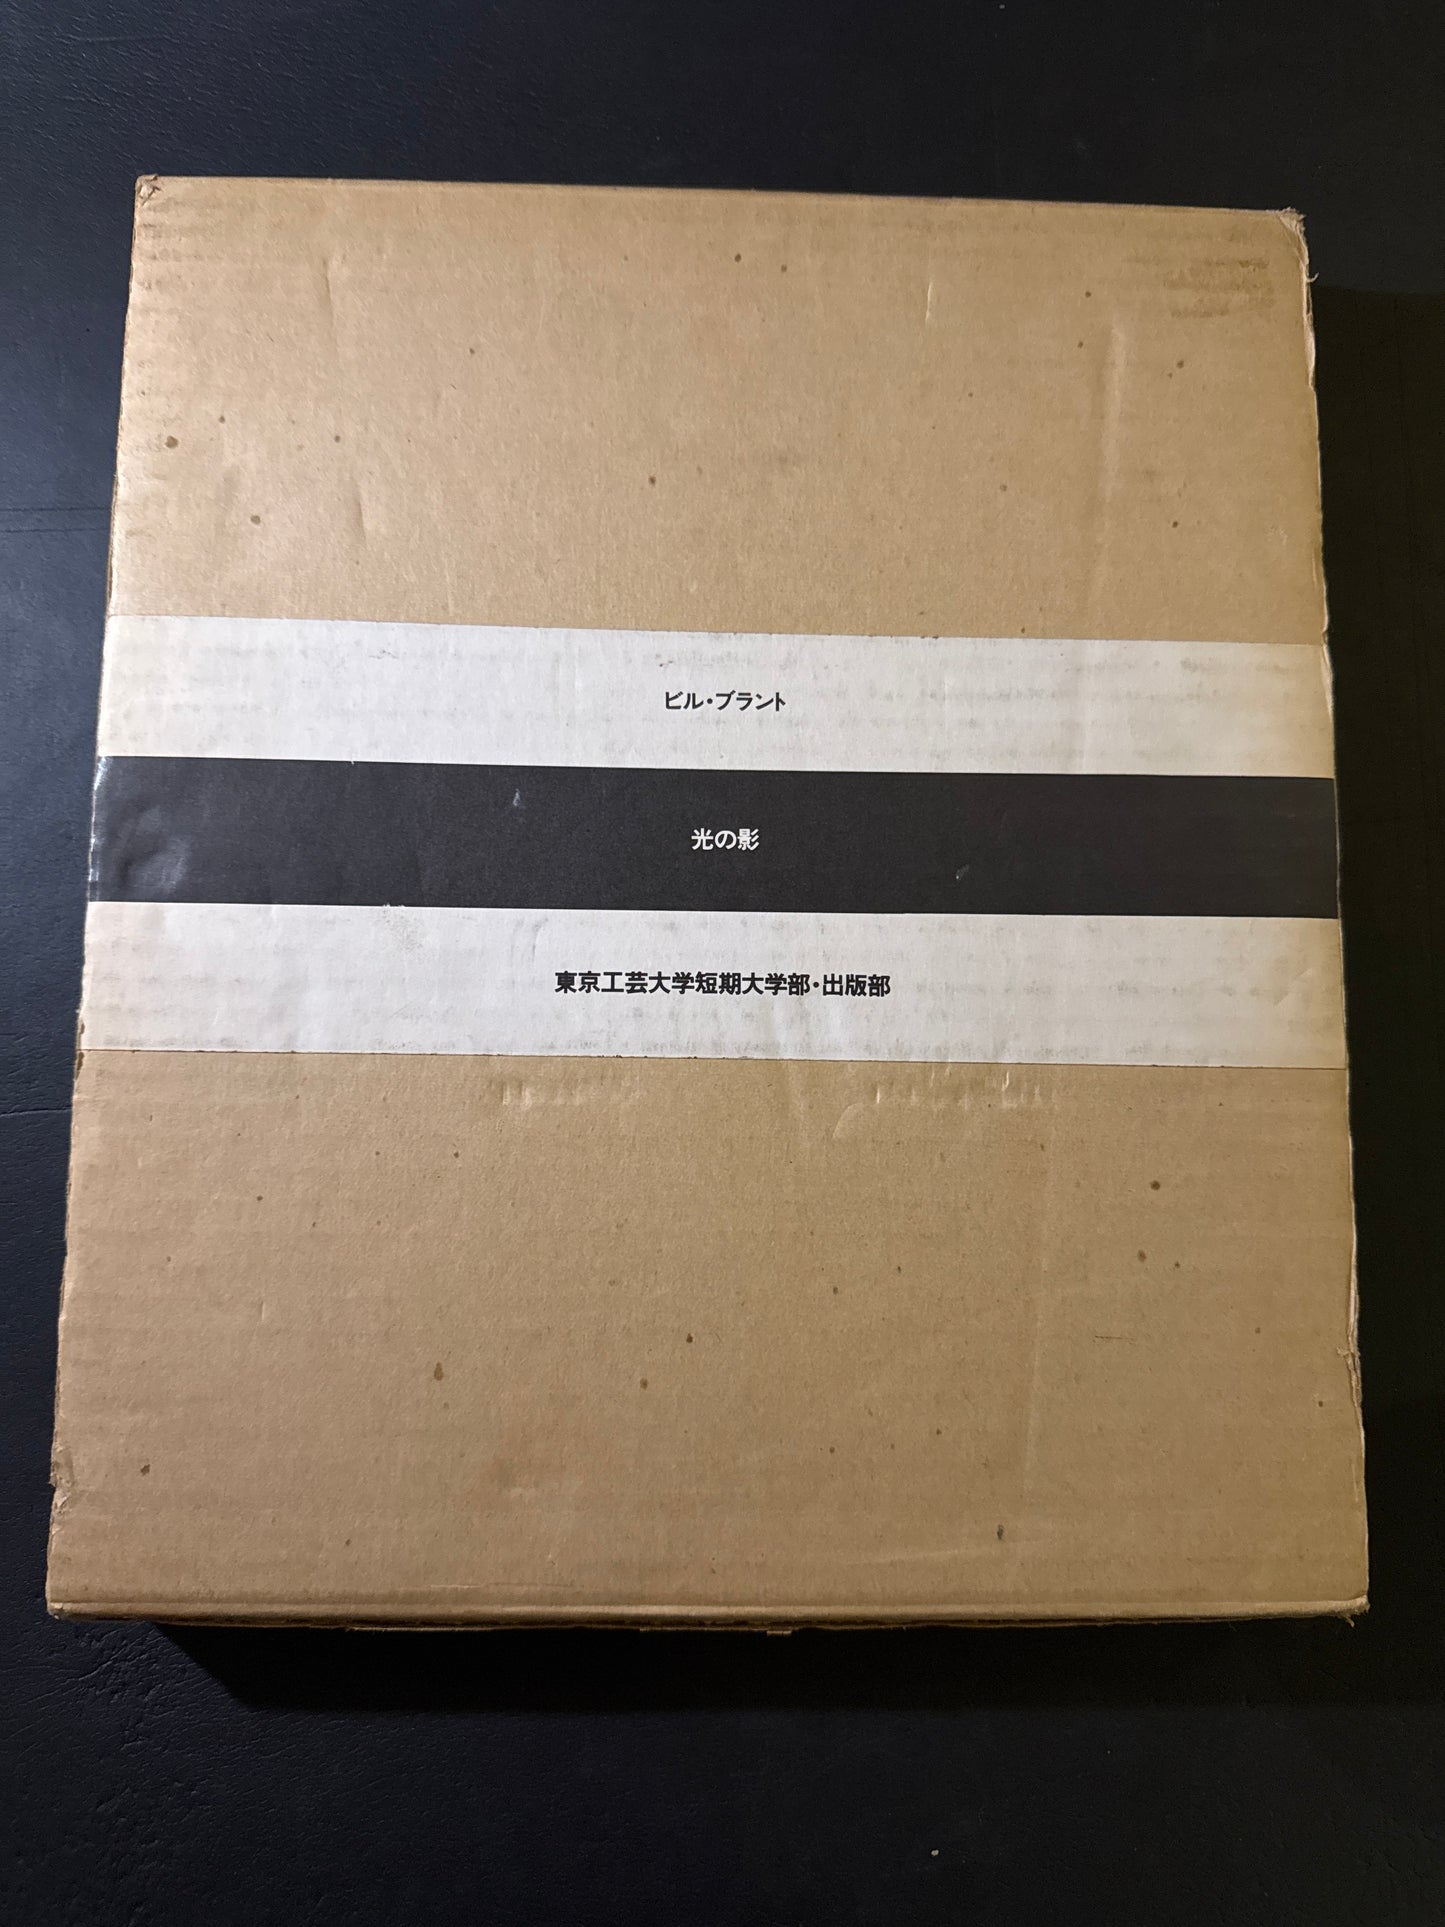 ビル・ブラント
光の影
東京工芸大学短期大学部・出版部